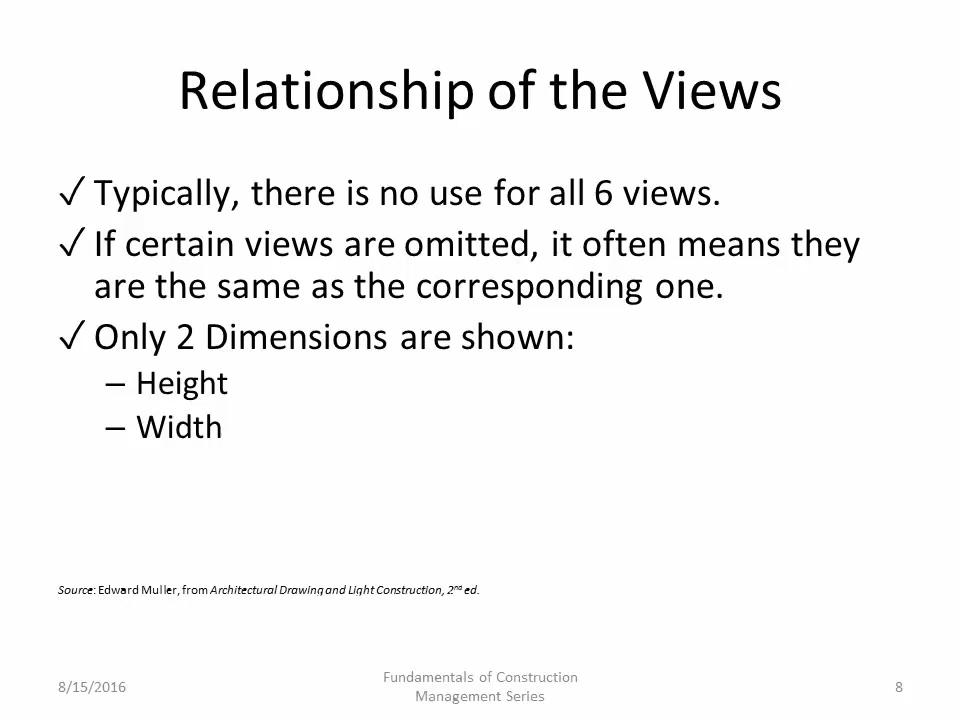 Relationship of the Views
✓ Typically, there is no use for all 6 views.
✓ If certain views are omitted, it often means they
are the same as the corresponding one.
✓ Only 2 Dimensions are shown:
– Height
– Width
Source: Edward Muller, from Architectural Drawing and Light Construction, 2nd ed.
8/15/2016
Fundamentals of Construction
Management Series
8